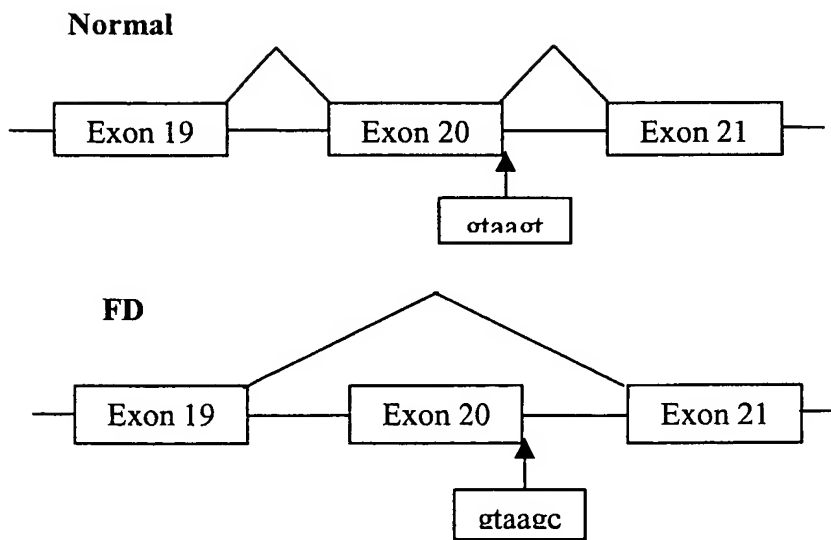 Normal
Exon 19 Exon 20 Exon 21
gtaagt
FD
Exon 19 Exon 20 Exon 21
gtaagc